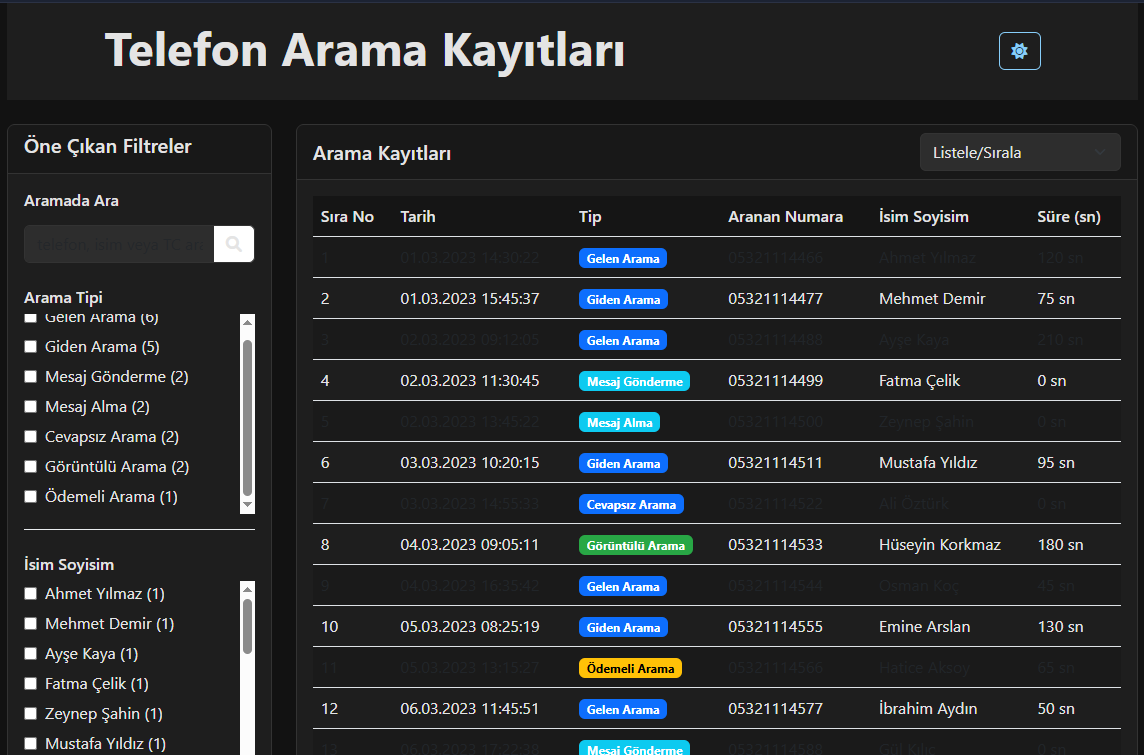 Telefon Arama Kayıtları
Öne Çıkan Filtreler
Aramada Ara
telefon, isim veya TC
Arama Tipi
Gelen Arama (6)
Giden Arama (5)
Mesaj Gönderme (2)
Mesaj Alma (2)
Cevapsız Arama (2)
Görüntülü Arama (2)
Ödemeli Arama (1)
İsim Soyisim
Ahmet Yılmaz (1)
Mehmet Demir (1)
Ayşe Kaya (1)
Fatma Çelik (1)
Zeynep Şahin (1)
Mustafa Yıldız (1)
Arama Kayıtları
Listele/Sırala
Sıra No Tarih Tip Aranan Numara İsim Soyisim Süre (sn)
1 01.03.2023 14:30:22 Gelen Arama 05321114466 Ahmet Yılmaz 120 sn
2 01.03.2023 15:45:37 Giden Arama 05321114477 Mehmet Demir 75 sn
3 02.03.2023 09:12:05 Gelen Arama 05321114488 Ayşe Kaya 210 sn
4 02.03.2023 11:30:45 Mesaj Gönderme 05321114499 Fatma Çelik 0 sn
5 02.03.2023 13:45:22 Mesaj Alma 05321114500 Zeynep Şahin 0 sn
6 03.03.2023 10:20:15 Giden Arama 05321114511 Mustafa Yıldız 95 sn
7 03.03.2023 14:55:33 Cevapsız Arama 05321114522 Ali Öztürk 0 sn
8 04.03.2023 09:05:11 Görüntülü Arama 05321114533 Hüseyin Korkmaz 180 sn
9 04.03.2023 16:35:42 Gelen Arama 05321114544 Osman Koç 45 sn
10 05.03.2023 08:25:19 Giden Arama 05321114555 Emine Arslan 130 sn
11 05.03.2023 13:15:27 Ödemeli Arama 05321114566 Hatice Aksoy 65 sn
12 06.03.2023 11:45:51 Gelen Arama 05321114577 İbrahim Aydın 50 sn
13 06.03.2023 17:22:38 Mesaj Gönderme 05321114588 Gül Kılıç